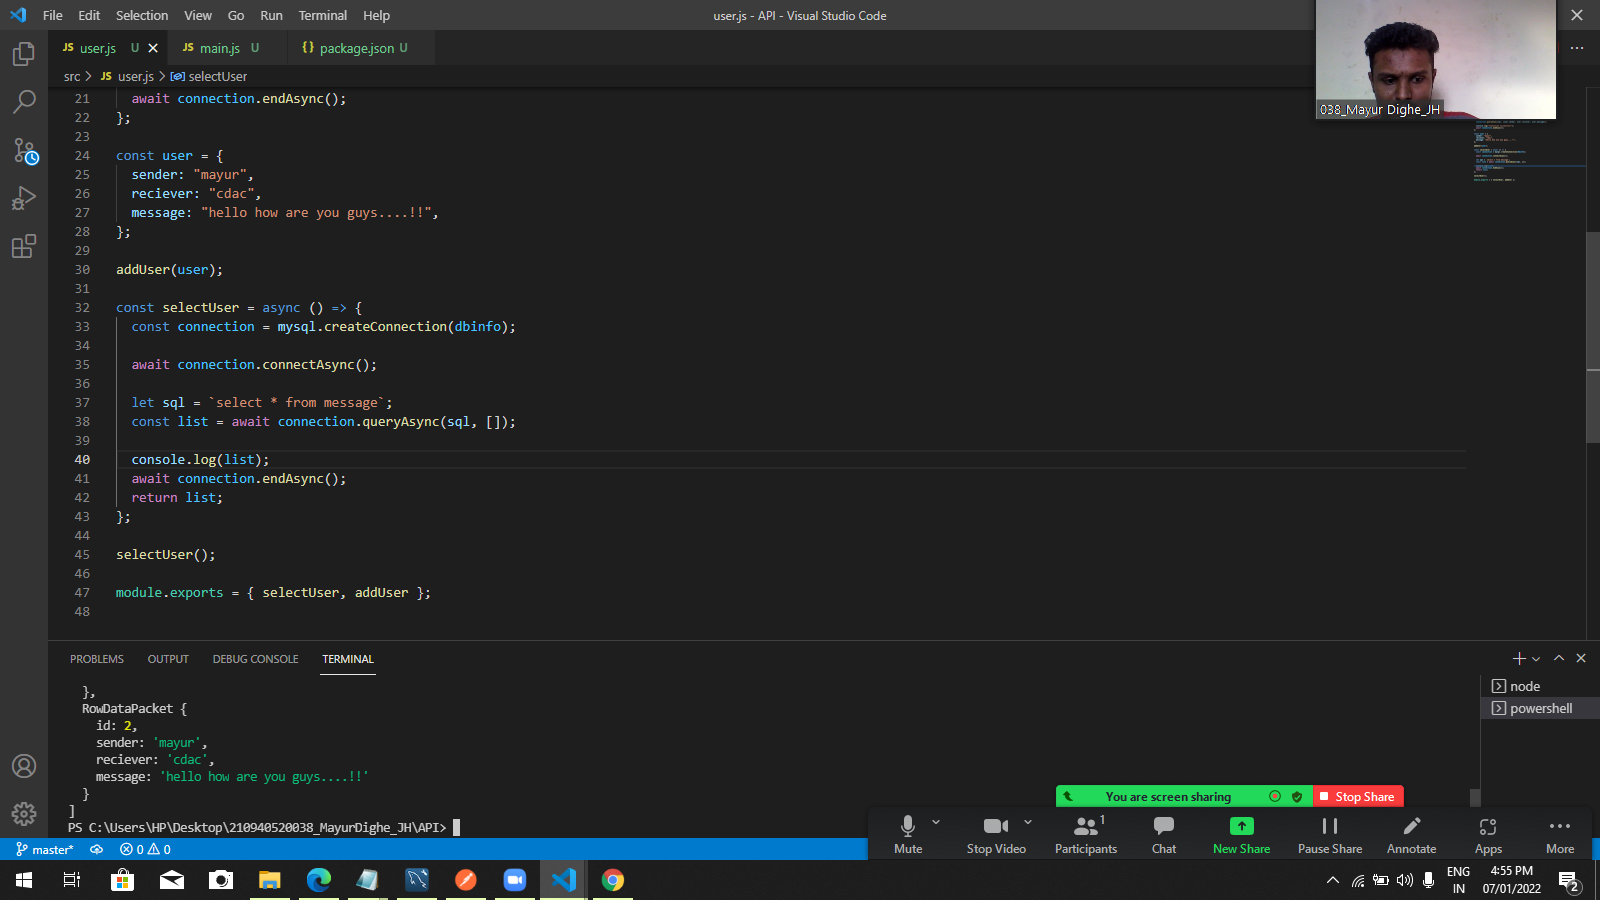 File Edit Selection View Go Run Terminal Help
user.js - API - Visual Studio Code
JS user.js U
JS main.js U
{} package.json U
src > JS user.js > selectUser
038_Mayur Dighe_JH
21 await connection.endAsync();
22 };
23
24 const user = {
25 sender: "mayur",
26 reciever: "cdac",
27 message: "hello how are you guys....!!",
28 };
29
30 addUser(user);
31
32 const selectUser = async () => {
33 const connection = mysql.createConnection(dbinfo);
34
35 await connection.connectAsync();
36
37 let sql = `select * from message`;
38 const list = await connection.queryAsync(sql, []);
39
40 console.log(list);
41 await connection.endAsync();
42 return list;
43 };
44
45 selectUser();
46
47 module.exports = { selectUser, addUser };
48
PROBLEMS OUTPUT DEBUG CONSOLE TERMINAL
node
powershell
},
RowDataPacket {
id: 2,
sender: 'mayur',
reciever: 'cdac',
message: 'hello how are you guys....!!'
}
]
PS C:\Users\HP\Desktop\210940520038_MayurDighe_JH\API>
You are screen sharing
Stop Share
1
Mute Stop Video Participants Chat New Share Pause Share Annotate Apps More
master* 0 0
ENG
IN
4:55 PM
07/01/2022
2